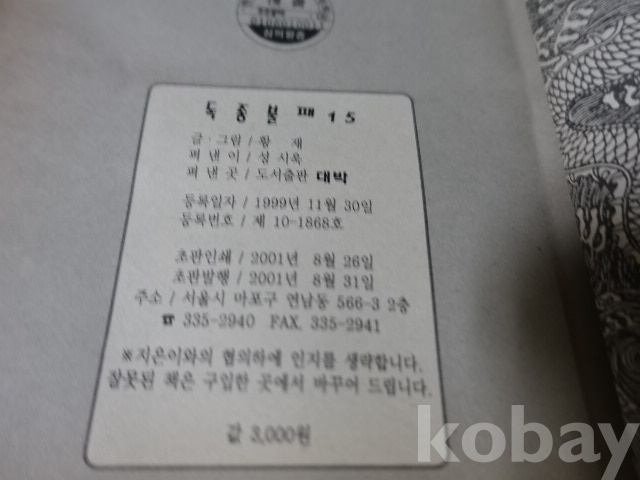 독 종 불 패 15
글·그림 / 황 재
펴 낸 이 / 상 시욱
펴 낸 곳 / 도서출판 대박
등록일자 / 1999년 11월 30일
등록번호 / 제 10-1868호
초판인쇄 / 2001년 8월 26일
초판발행 / 2001년 8월 31일
주소 / 서울시 마포구 연남동 566-3 2층
☎ 335-2940 FAX. 335-2941
※지은이와의 협의하에 인지를 생략합니다.
잘못된 책은 구입한 곳에서 바꾸어 드립니다.
값 3,000원
kobay